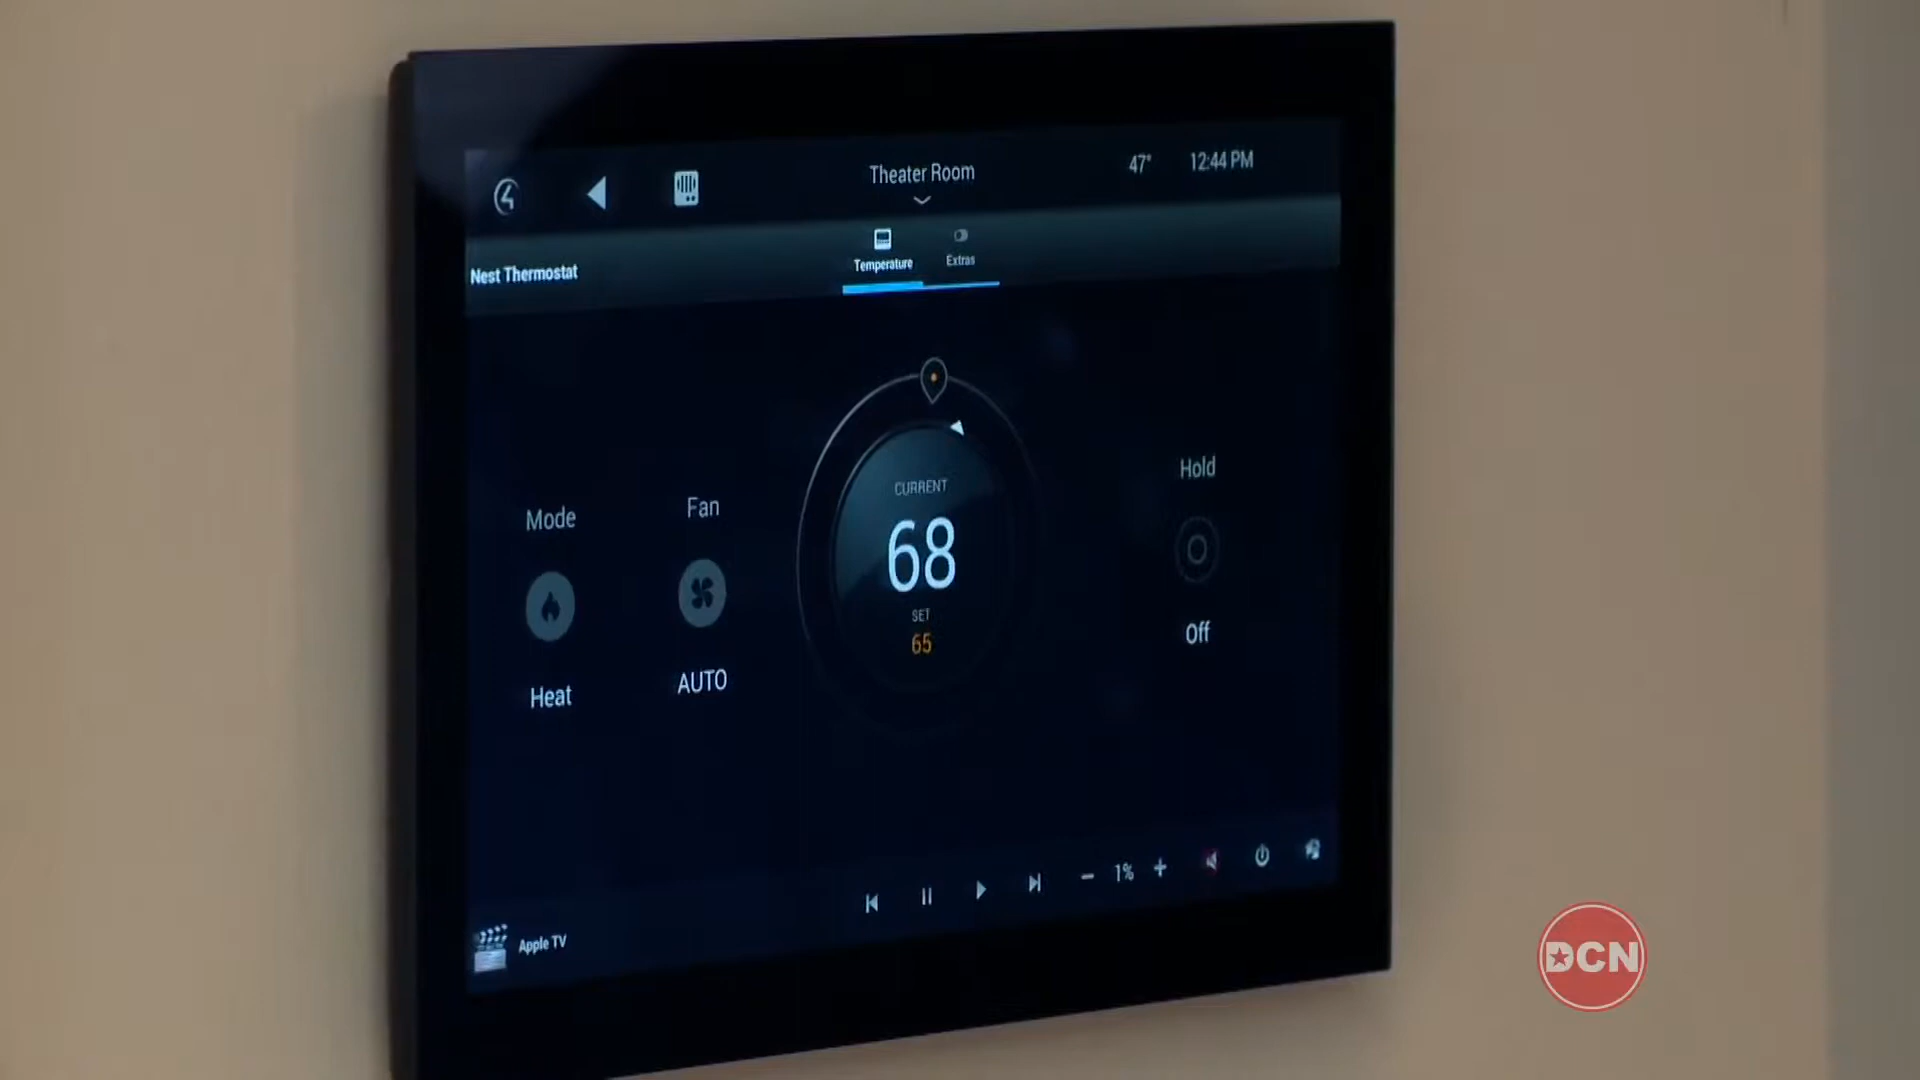 Theater Room
47°
12:44 PM
Nest Thermostat
Temperature
Extras
Mode
Heat
Fan
AUTO
CURRENT
68
SET
65
Hold
Off
1%
Apple TV
DCN